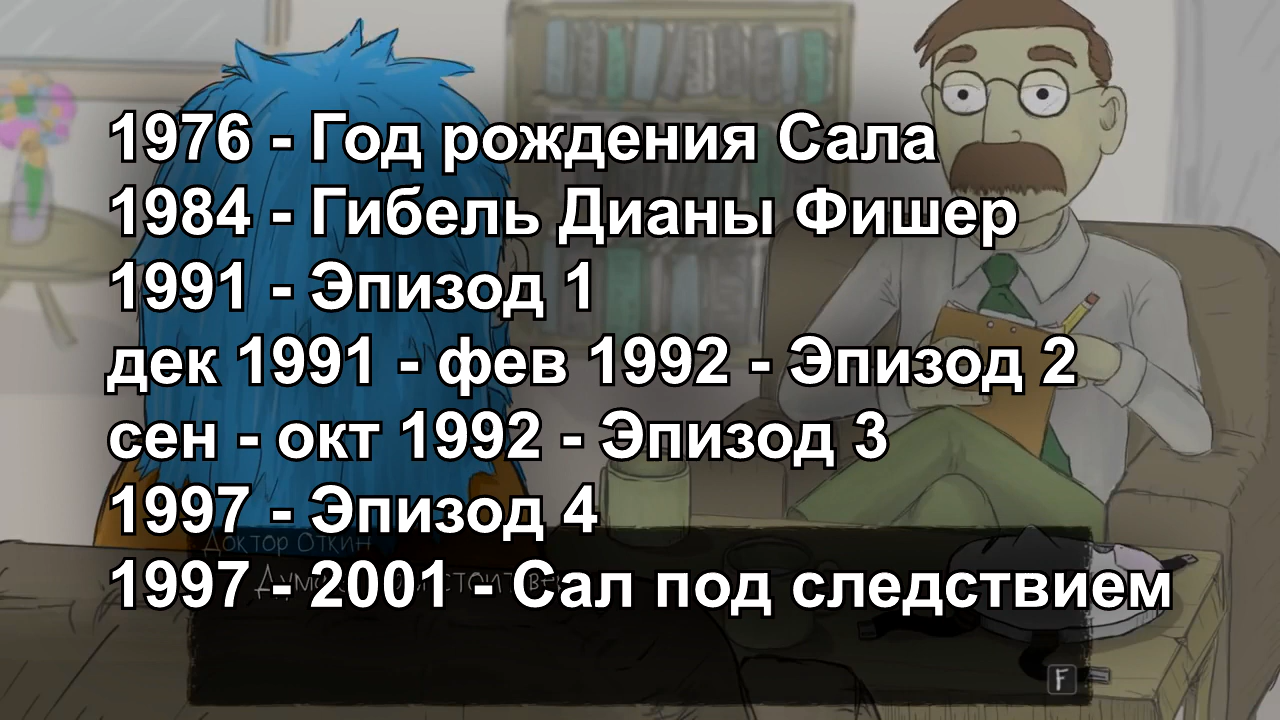 1976 - Год рождения Сала
1984 - Гибель Дианы Фишер
1991 - Эпизод 1
дек 1991 - фев 1992 - Эпизод 2
сен - окт 1992 - Эпизод 3
1997 - Эпизод 4
Доктор Откин
1997 - 2001 - Сал под следствием
F